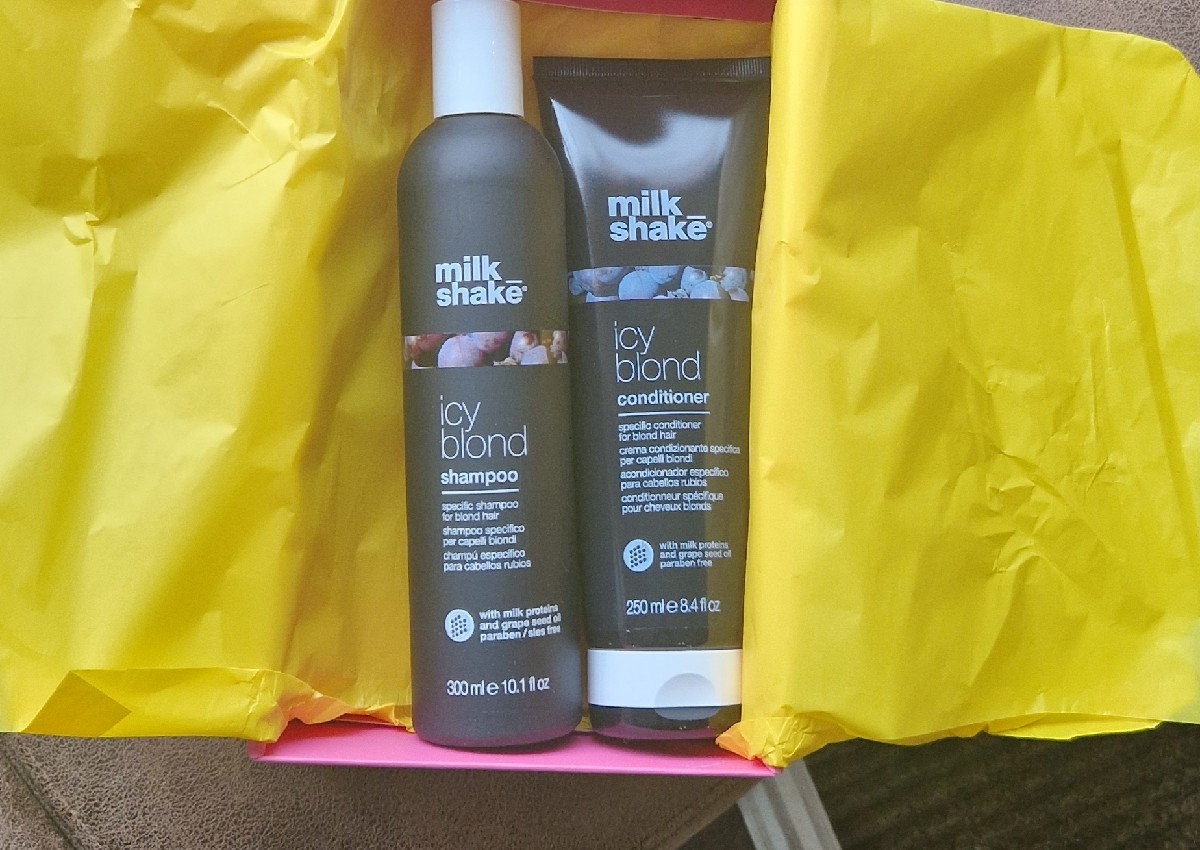 milk_
shake®
icy
blond
shampoo
specific shampoo
for blond hair
shampoo specifico
per capelli biondi
champú específico
para cabellos rubios
with milk proteins
and grape seed oil
paraben / sles free
300 ml e 10.1 fl oz
milk_
shake®
icy
blond
conditioner
specific conditioner
for blond hair
crema condizionante specifica
per capelli biondi
acondicionador específico
para cabellos rubios
conditionneur spécifique
pour cheveux blonds
with milk proteins
and grape seed oil
paraben free
250 ml e 8.4 fl oz